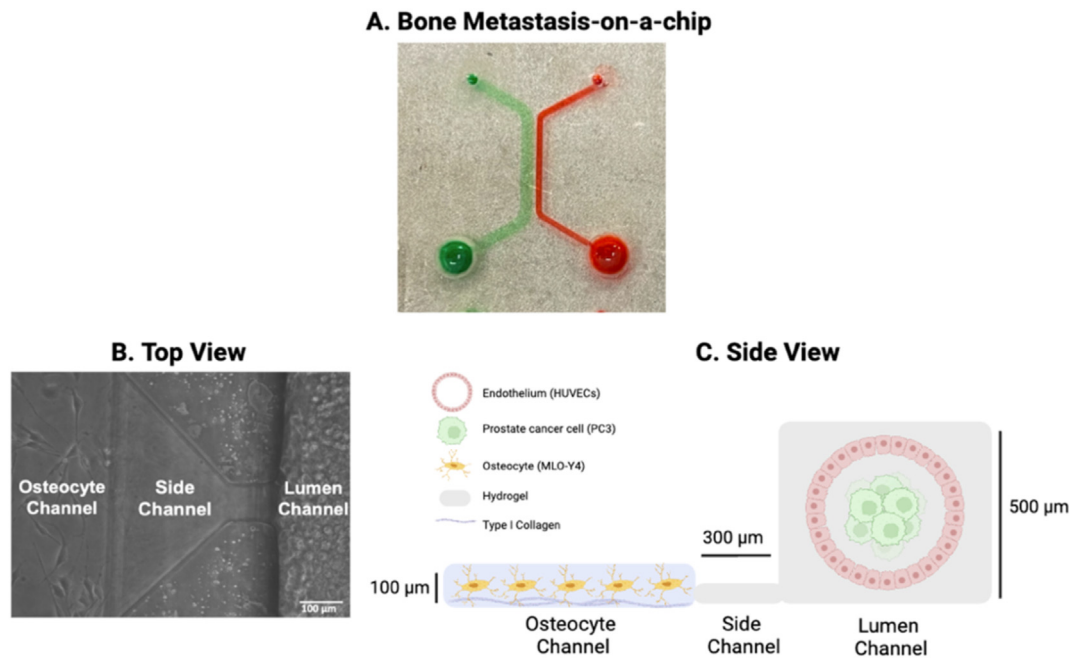 A. Bone Metastasis-on-a-chip
B. Top View
Osteocyte
Channel
Side
Channel
Lumen
Channel
100 µm
C. Side View
Endothelium (HUVECs)
Prostate cancer cell (PC3)
Osteocyte (MLO-Y4)
Hydrogel
Type I Collagen
300 µm
500 µm
100 µm
Osteocyte
Channel
Side
Channel
Lumen
Channel